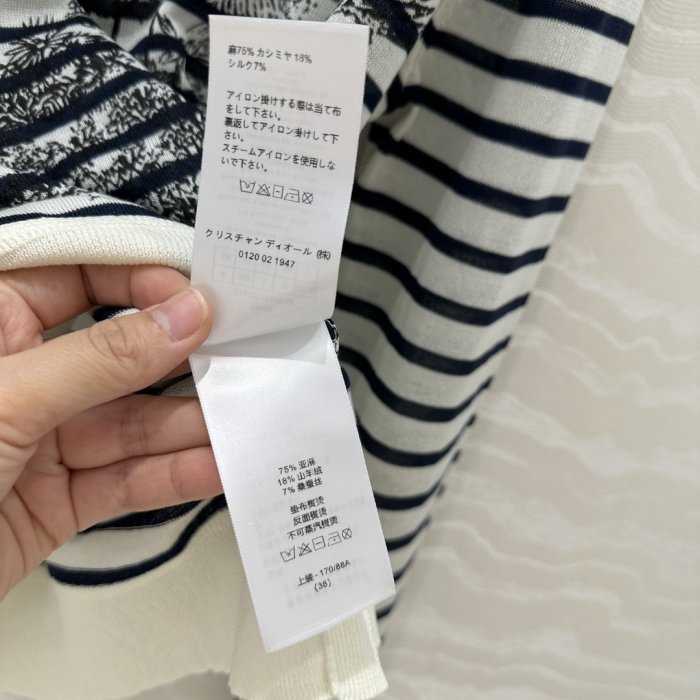 麻75% カシミヤ 18%
シルク7%
アイロン掛けする際は当て布
をして下さい。
裏返してアイロン掛けして下
さい。
スチームアイロンを使用しな
いで下さい。
クリスチャン ディオール (株)
0120 02 1947
75% 亚麻
18% 山羊绒
7% 桑蚕丝
垫布熨烫
反面熨烫
不可蒸汽熨烫
上装-170/88A
(38)